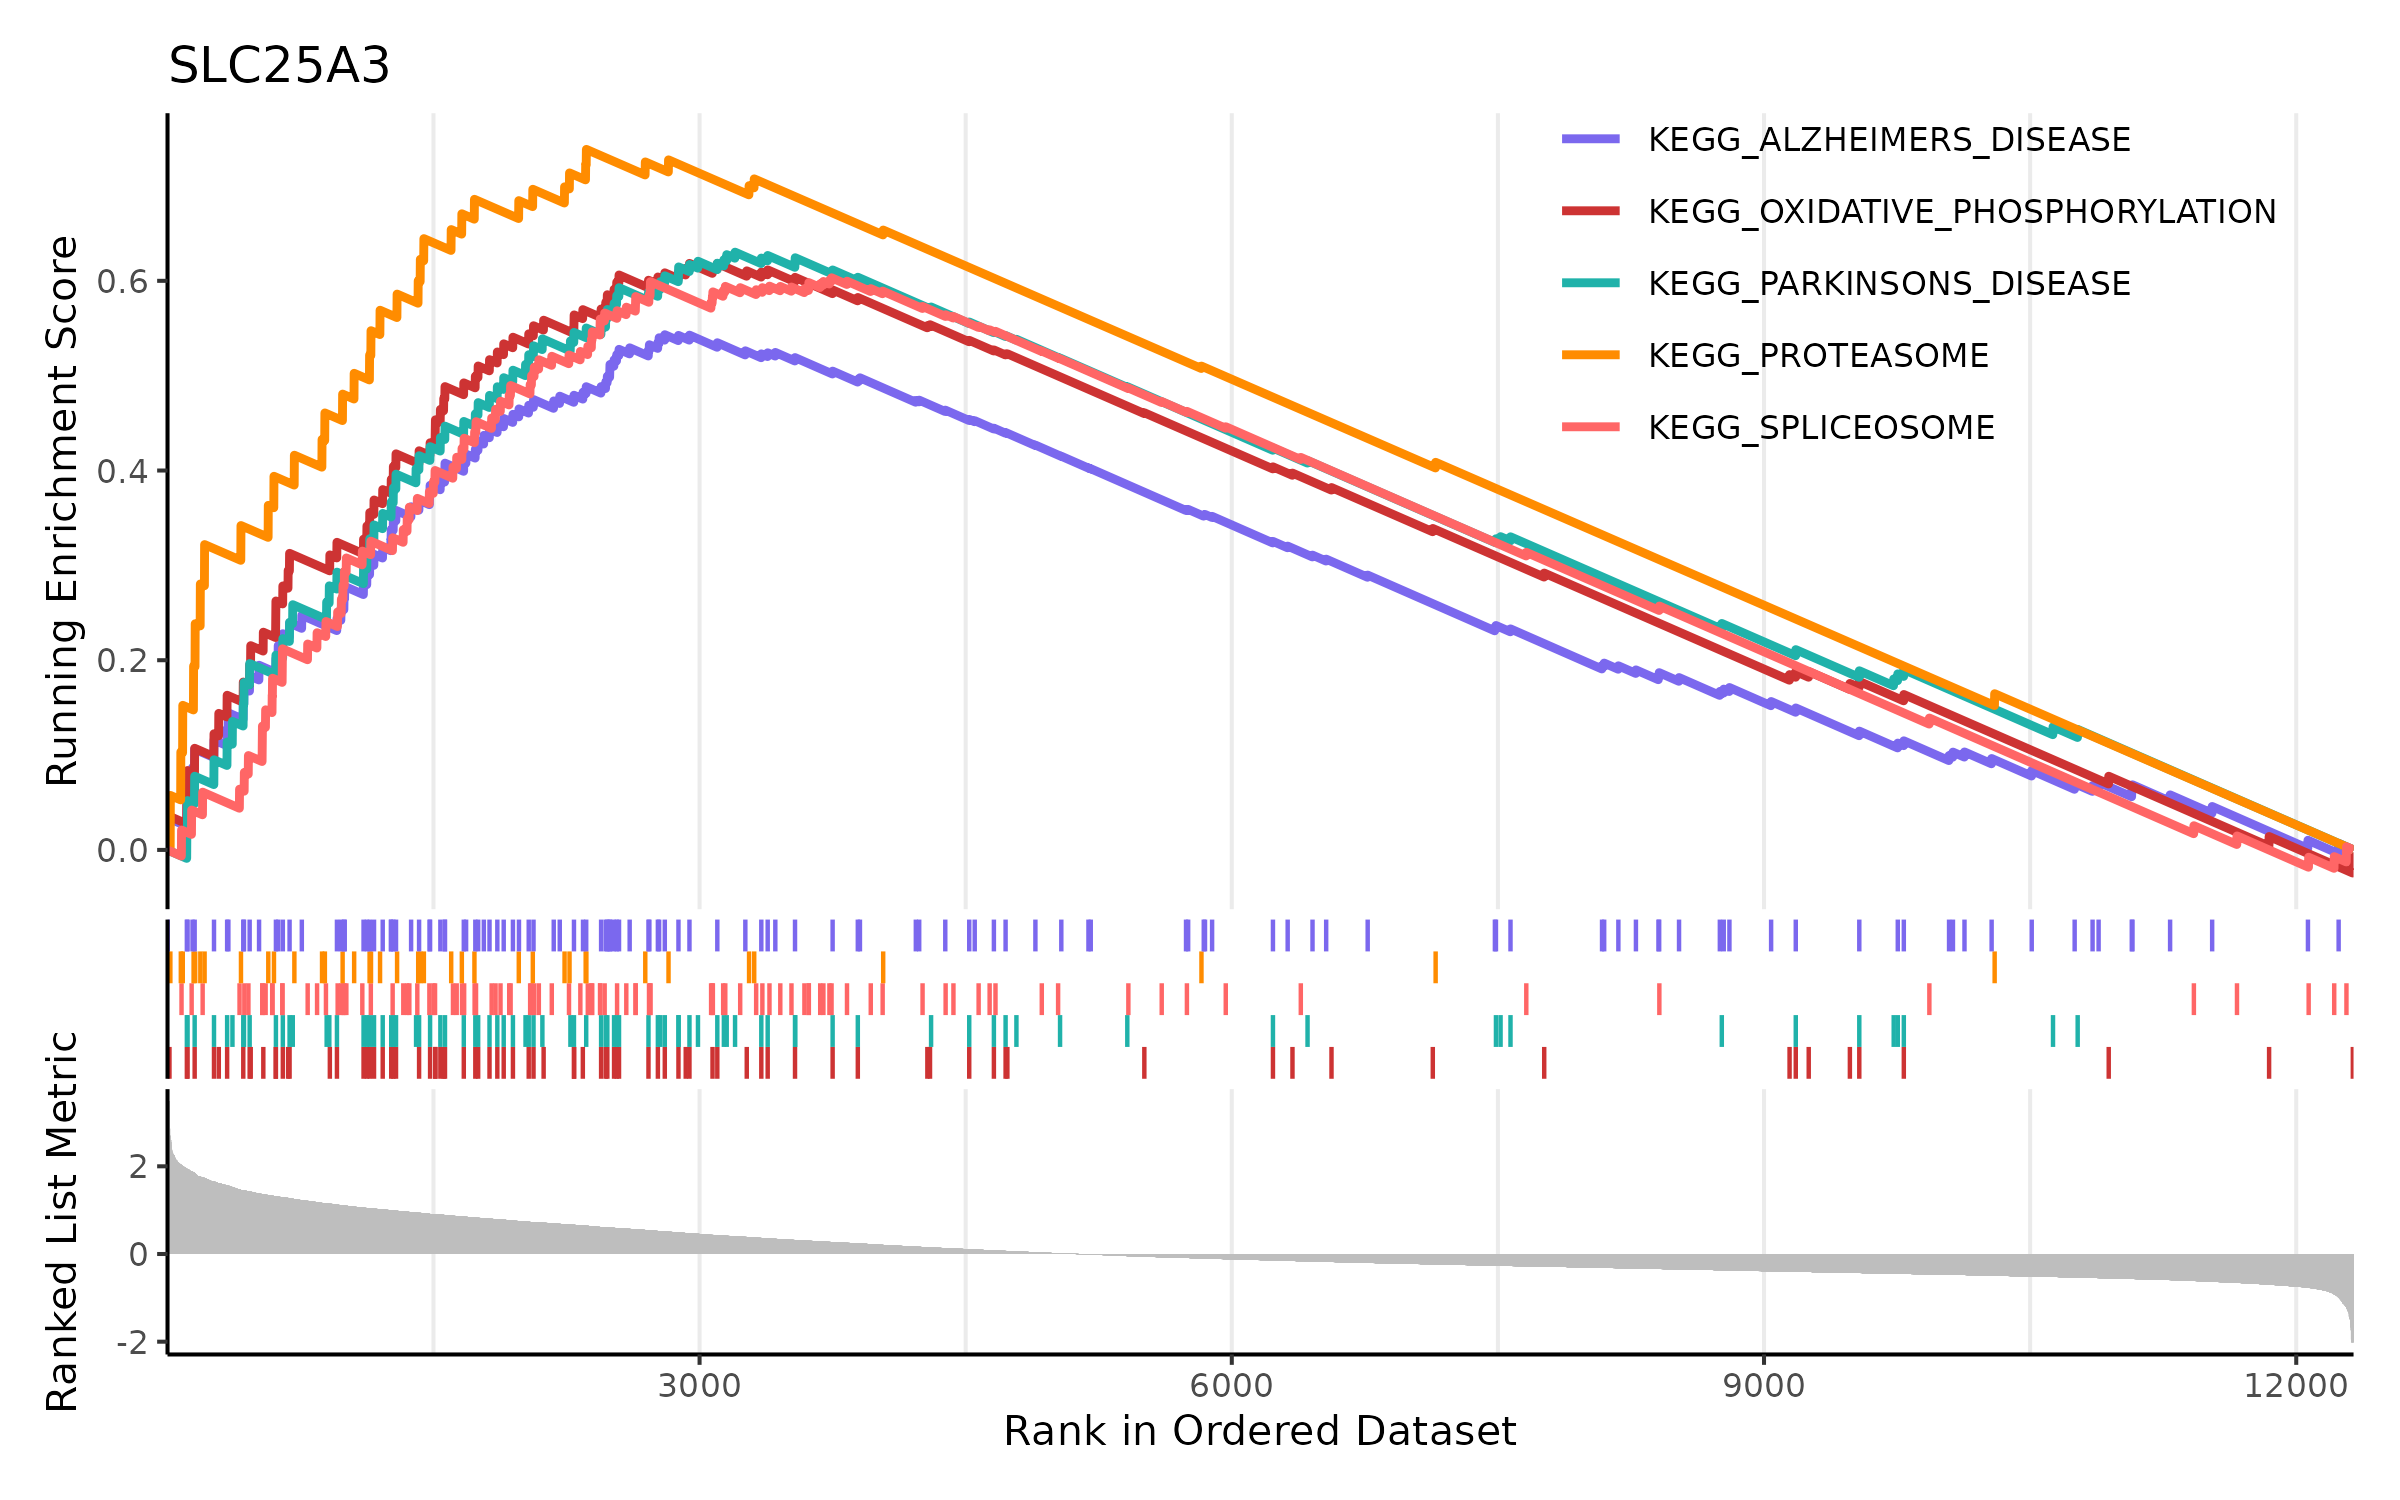 SLC25A3
Running Enrichment Score
0.6
0.4
0.2
0.0
KEGG_ALZHEIMERS_DISEASE
KEGG_OXIDATIVE_PHOSPHORYLATION
KEGG_PARKINSONS_DISEASE
KEGG_PROTEASOME
KEGG_SPLICEOSOME
Ranked List Metric
2
0
-2
3000 6000 9000 12000
Rank in Ordered Dataset